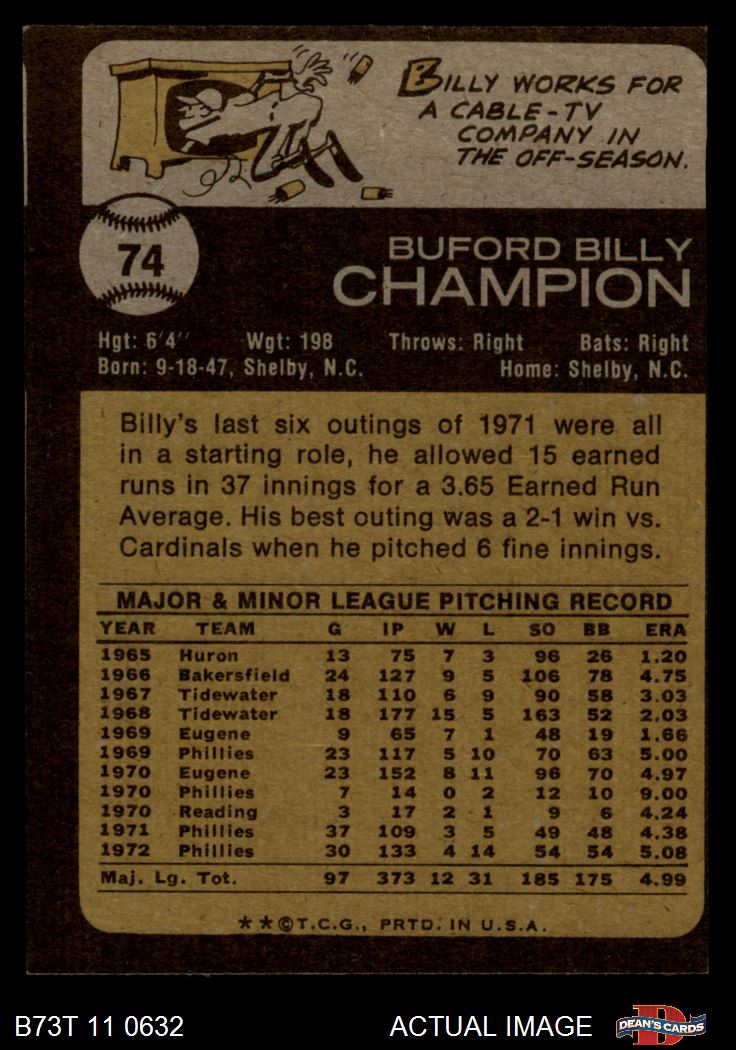 BILLY WORKS FOR
A CABLE-TV
COMPANY IN
THE OFF-SEASON.
74
BUFORD BILLY
CHAMPION
Hgt: 6'4" Wgt: 198 Throws: Right Bats: Right
Born: 9-18-47, Shelby, N.C. Home: Shelby, N.C.
Billy's last six outings of 1971 were all
in a starting role, he allowed 15 earned
runs in 37 innings for a 3.65 Earned Run
Average. His best outing was a 2-1 win vs.
Cardinals when he pitched 6 fine innings.
MAJOR & MINOR LEAGUE PITCHING RECORD
YEAR TEAM G IP W L SO BB ERA
1965 Huron 13 75 7 3 96 26 1.20
1966 Bakersfield 24 127 9 5 106 78 4.75
1967 Tidewater 18 110 6 9 90 58 3.03
1968 Tidewater 18 177 15 5 163 52 2.03
1969 Eugene 9 65 7 1 48 19 1.66
1969 Phillies 23 117 5 10 70 63 5.00
1970 Eugene 23 152 8 11 96 70 4.97
1970 Phillies 7 14 0 2 12 10 9.00
1970 Reading 3 17 2 1 9 6 4.24
1971 Phillies 37 109 3 5 49 48 4.38
1972 Phillies 30 133 4 14 54 54 5.08
Maj. Lg. Tot. 97 373 12 31 185 175 4.99
**©T.C.G., PRTD. IN U.S.A.
B73T 11 0632 ACTUAL IMAGE DEAN'S CARDS